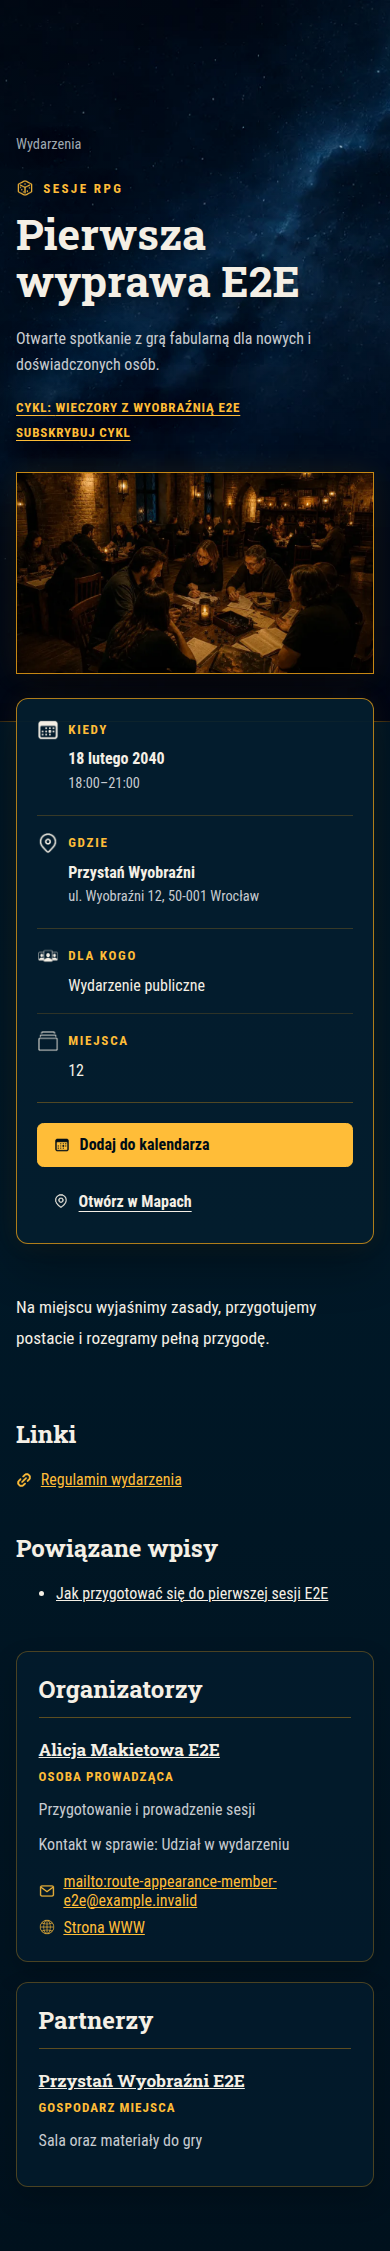 Wydarzenia
SESJE RPG
Pierwsza
wyprawa E2E
Otwarte spotkanie z grą fabularną dla nowych i
doświadczonych osób.
CYKL: WIECZORY Z WYOBRAŹNIĄ E2E
SUBSKRYBUJ CYKL
KIEDY
18 lutego 2040
18:00–21:00
GDZIE
Przystań Wyobraźni
ul. Wyobraźni 12, 50-001 Wrocław
DLA KOGO
Wydarzenie publiczne
MIEJSCA
12
Dodaj do kalendarza
Otwórz w Mapach
Na miejscu wyjaśnimy zasady, przygotujemy
postacie i rozegramy pełną przygodę.
Linki
Regulamin wydarzenia
Powiązane wpisy
Jak przygotować się do pierwszej sesji E2E
Organizatorzy
Alicja Makietowa E2E
OSOBA PROWADZĄCA
Przygotowanie i prowadzenie sesji
Kontakt w sprawie: Udział w wydarzeniu
mailto:route-appearance-member-
e2e@example.invalid
Strona WWW
Partnerzy
Przystań Wyobraźni E2E
GOSPODARZ MIEJSCA
Sala oraz materiały do gry